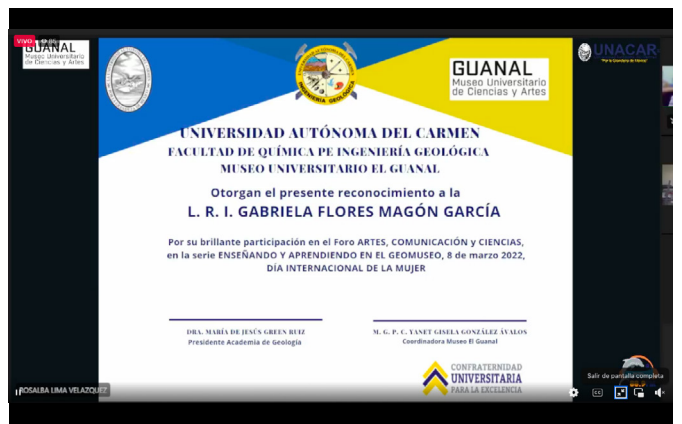 VIVO
GUANAL
Museo Universitario
de Ciencias y Artes
UNACAR
INGENIERÍA GEOLÓGICA
GUANAL
Museo Universitario
de Ciencias y Artes
UNIVERSIDAD AUTÓNOMA DEL CARMEN
FACULTAD DE QUÍMICA PE INGENIERÍA GEOLÓGICA
MUSEO UNIVERSITARIO EL GUANAL
Otorgan el presente reconocimiento a la
L. R. I. GABRIELA FLORES MAGÓN GARCÍA
Por su brillante participación en el Foro ARTES, COMUNICACIÓN y CIENCIAS,
en la serie ENSEÑANDO Y APRENDIENDO EN EL GEOMUSEO, 8 de marzo 2022,
DÍA INTERNACIONAL DE LA MUJER
DRA. MARÍA DE JESÚS GREEN RUIZ
Presidente Academia de Geología
M. G. P. C. YANET GISELA GONZÁLEZ ÁVALOS
Coordinadora Museo El Guanal
CONFRATERNIDAD
UNIVERSITARIA
PARA LA EXCELENCIA
Salir de pantalla completa
ROSALBA LIMA VELAZQUEZ